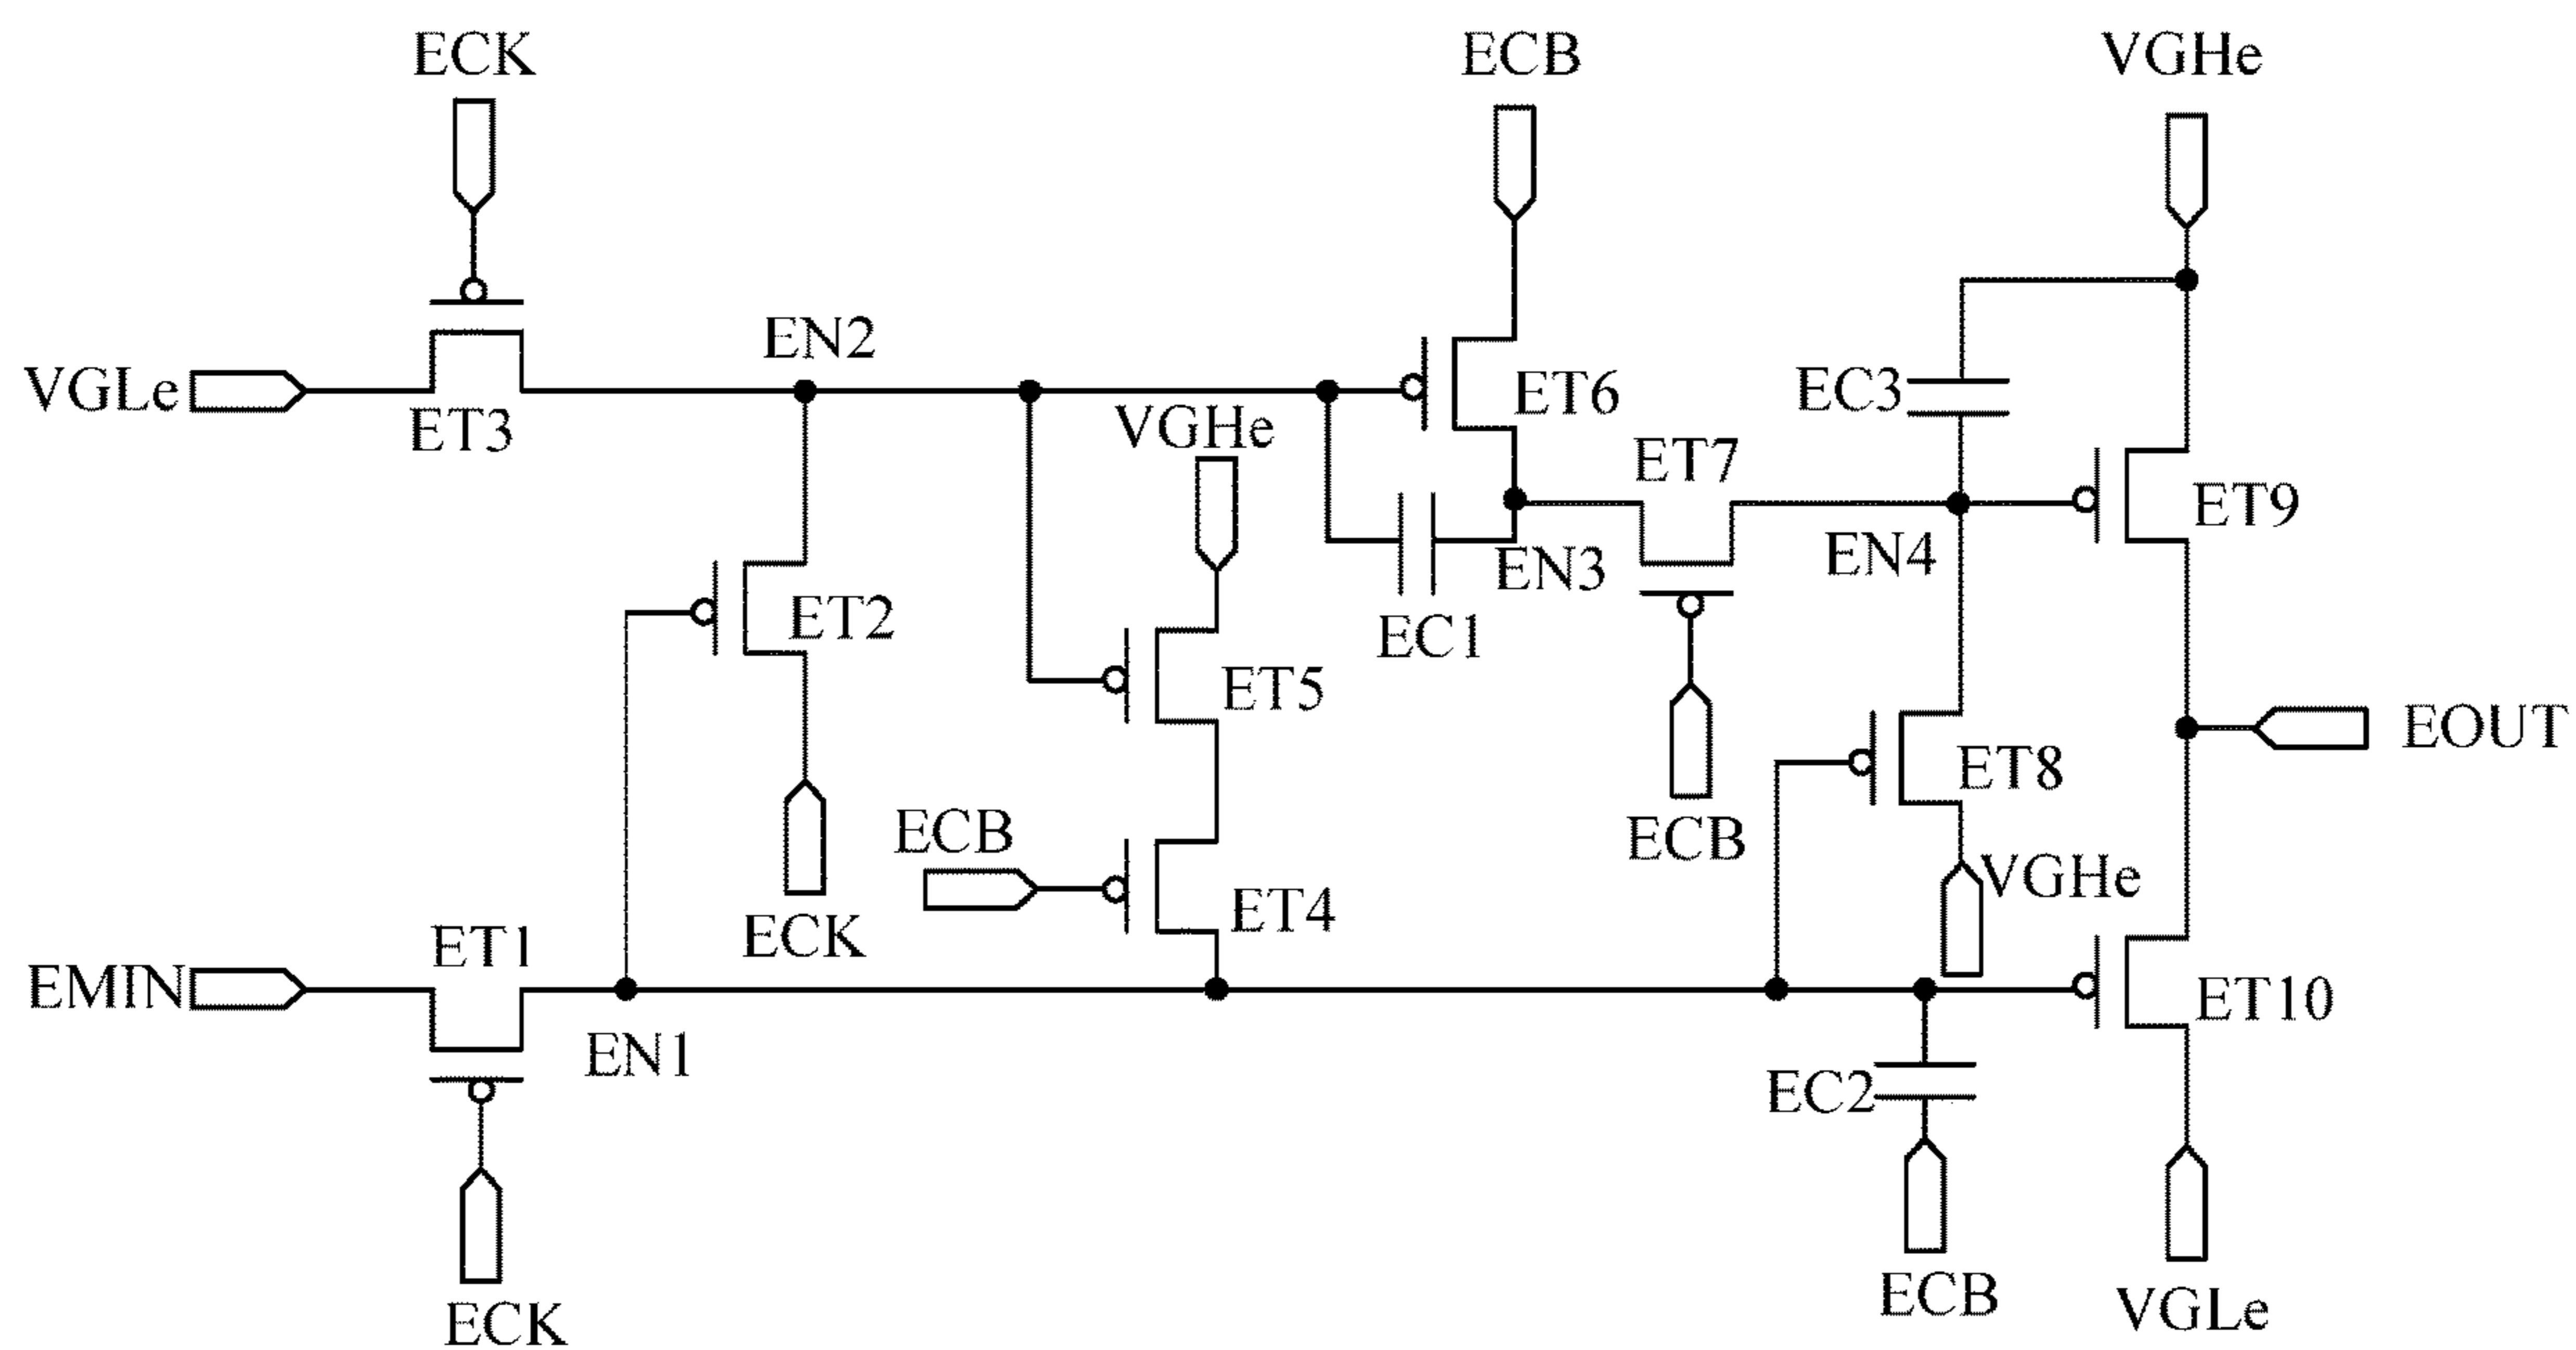 ECK
ECB
VGHe
EN2
VGLe
ET3
VGHe
ET6
EC3
ET7
ET9
EN3
EN4
ET2
EC1
ET5
EOUT
ET8
ECB
ECB
VGHe
ECK
ET4
ET1
EMIN
ET10
EN1
EC2
ECK
ECB
VGLe